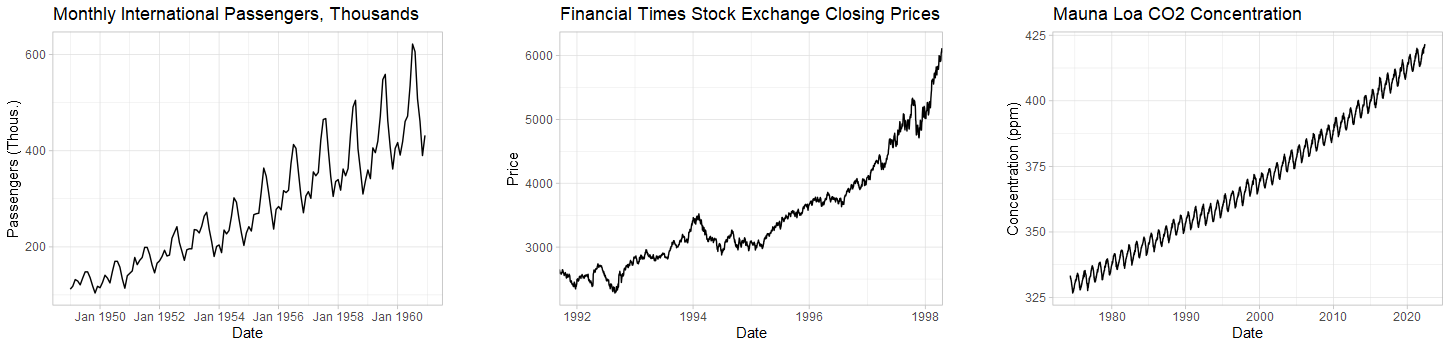 Monthly International Passengers, Thousands
600
400
200
Passengers (Thous.)
Jan 1950 Jan 1952 Jan 1954 Jan 1956 Jan 1958 Jan 1960
Date
Financial Times Stock Exchange Closing Prices
6000
5000
4000
3000
Price
1992 1994 1996 1998
Date
Mauna Loa CO2 Concentration
425
400
375
350
325
Concentration (ppm)
1980 1990 2000 2010 2020
Date